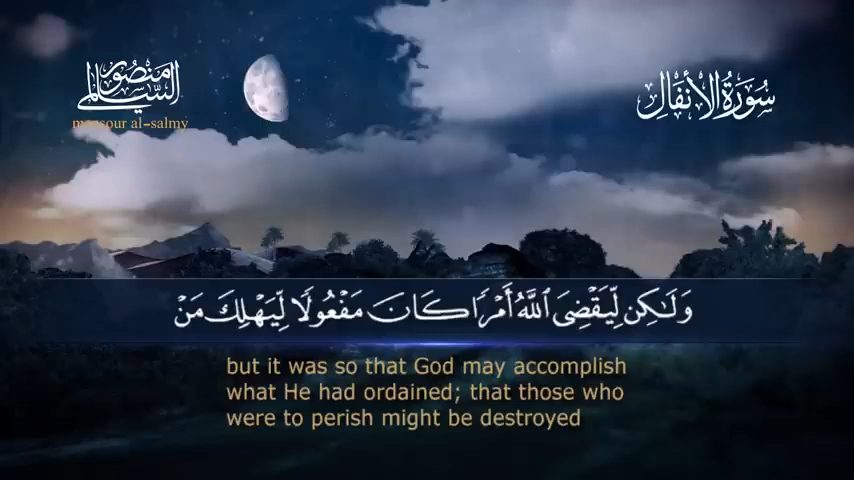 منصور السالمي
mansour al-salmy
سُورَةُ الأَنفَال
وَلَـٰكِن لِّيَقْضِيَ ٱللَّهُ أَمْرًا كَانَ مَفْعُولًا لِّيَهْلِكَ مَنْ
but it was so that God may accomplish
what He had ordained; that those who
were to perish might be destroyed